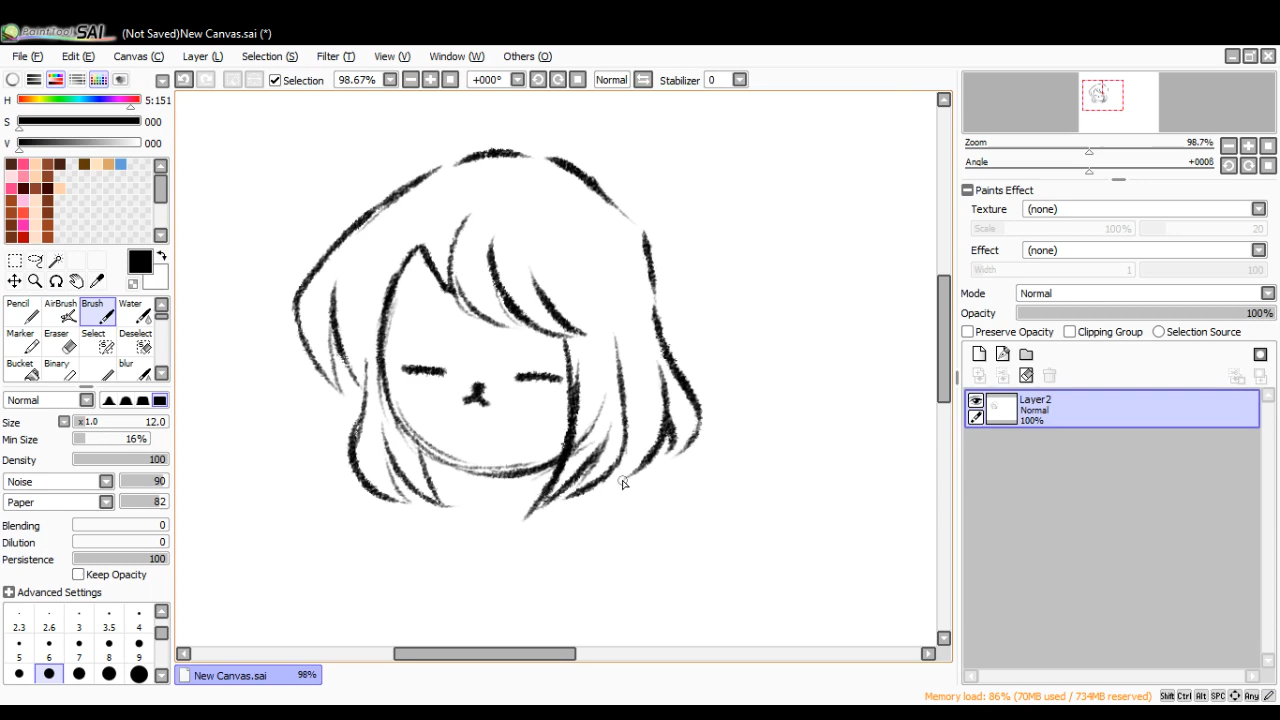 PaintTool SAI (Not Saved)New Canvas.sai (*)
File (F) Edit (E) Canvas (C) Layer (L) Selection (S) Filter (T) View (V) Window (W) Others (O)
Selection 98.67% +000° Normal Stabilizer 0
H 5:151
S 000
V 000
Pencil AirBrush Brush Water
Marker Eraser Select Deselect
Bucket Binary blur
Normal
Size x 1.0 12.0
Min Size 16%
Density 100
Noise 90
Paper 82
Blending 0
Dilution 0
Persistence 100
Keep Opacity
Advanced Settings
2.3 2.6 3 3.5 4
5 6 7 8 9
New Canvas.sai 98%
Zoom 98.7%
Angle +0008
Paints Effect
Texture (none)
Scale 100% 20
Effect (none)
Width 1 100
Mode Normal
Opacity 100%
Preserve Opacity Clipping Group Selection Source
Layer2
Normal
100%
Memory load: 86% (70MB used / 734MB reserved) Shift Ctrl Alt SPC Any